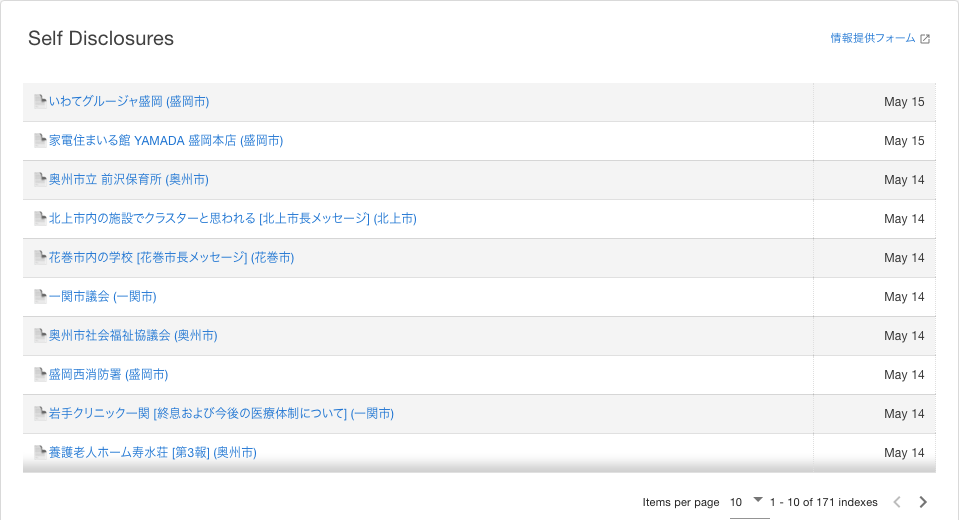 Self Disclosures
情報提供フォーム
いわてグルージャ盛岡 (盛岡市) May 15
家電住まいる館 YAMADA 盛岡本店 (盛岡市) May 15
奥州市立 前沢保育所 (奥州市) May 14
北上市内の施設でクラスターと思われる [北上市長メッセージ] (北上市) May 14
花巻市内の学校 [花巻市長メッセージ] (花巻市) May 14
一関市議会 (一関市) May 14
奥州市社会福祉協議会 (奥州市) May 14
盛岡西消防署 (盛岡市) May 14
岩手クリニック一関 [終息および今後の医療体制について] (一関市) May 14
養護老人ホーム寿水荘 [第3報] (奥州市) May 14
Items per page 10 1 - 10 of 171 indexes